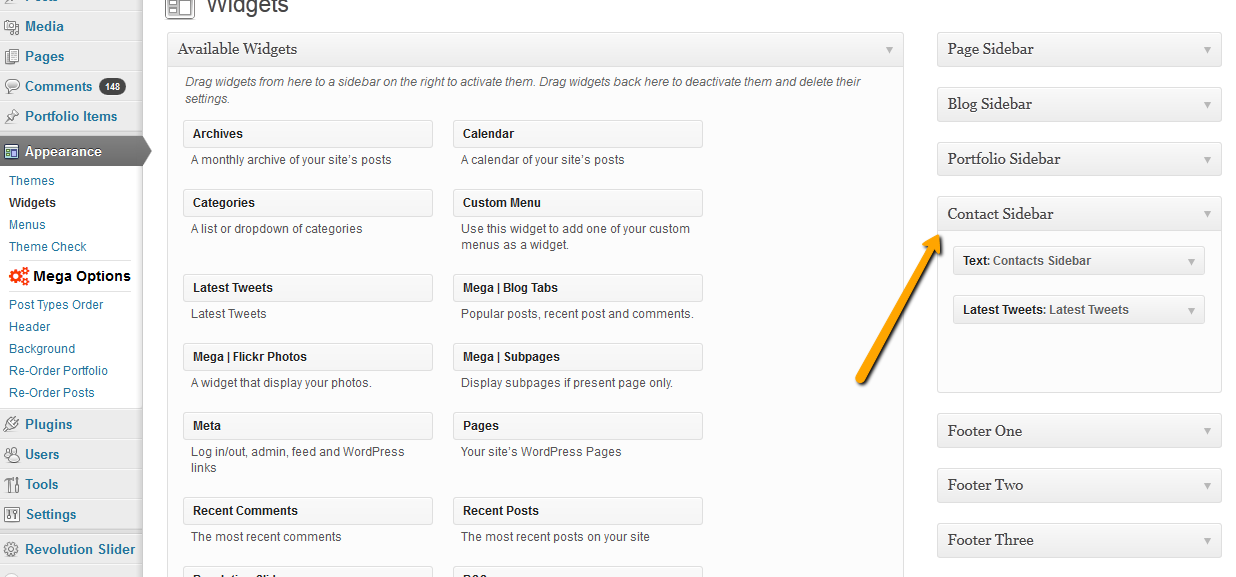 Widgets
Media
Pages
Comments 148
Portfolio Items
Appearance
Themes
Widgets
Menus
Theme Check
Mega Options
Post Types Order
Header
Background
Re-Order Portfolio
Re-Order Posts
Plugins
Users
Tools
Settings
Revolution Slider
Available Widgets
Drag widgets from here to a sidebar on the right to activate them. Drag widgets back here to deactivate them and delete their
settings.
Archives
A monthly archive of your site's posts
Calendar
A calendar of your site's posts
Categories
A list or dropdown of categories
Custom Menu
Use this widget to add one of your custom
menus as a widget.
Latest Tweets
Latest Tweets
Mega | Blog Tabs
Popular posts, recent post and comments.
Mega | Flickr Photos
A widget that display your photos.
Mega | Subpages
Display subpages if present page only.
Meta
Log in/out, admin, feed and WordPress
links
Pages
Your site's WordPress Pages
Recent Comments
The most recent comments
Recent Posts
The most recent posts on your site
Page Sidebar
Blog Sidebar
Portfolio Sidebar
Contact Sidebar
Text: Contacts Sidebar
Latest Tweets: Latest Tweets
Footer One
Footer Two
Footer Three